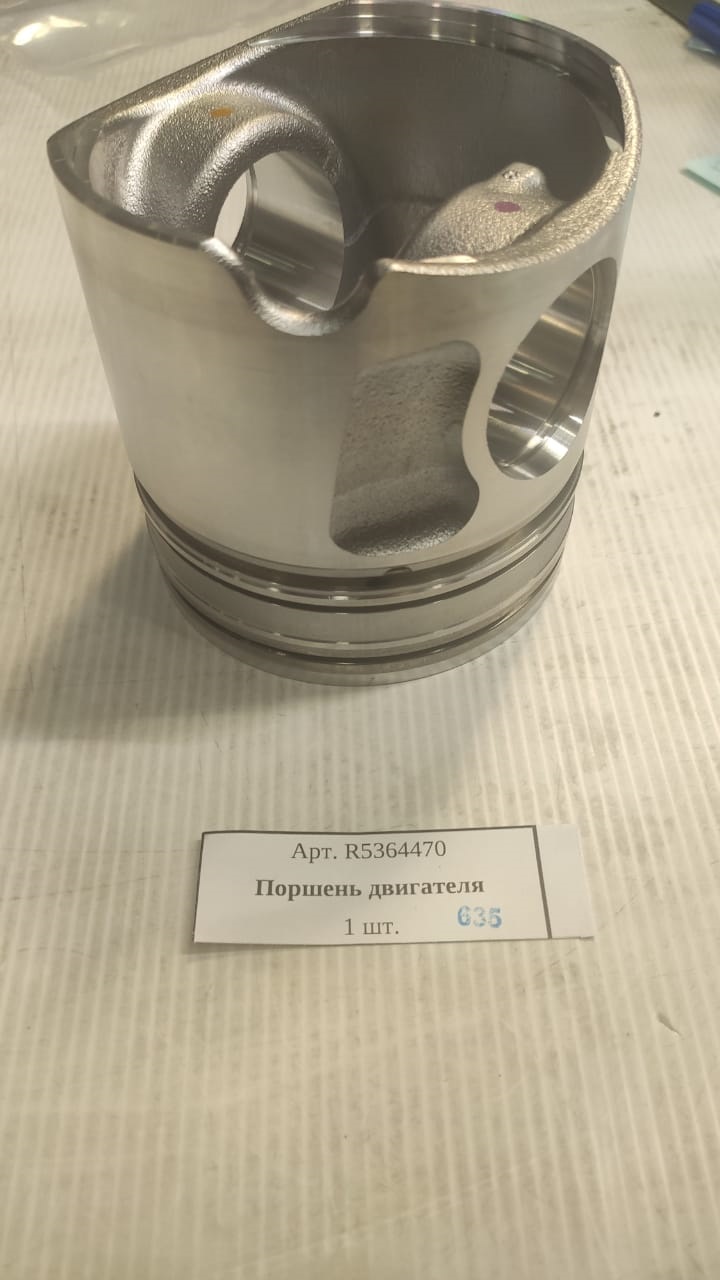 Арт. R5364470
Поршень двигателя
1 шт. 635